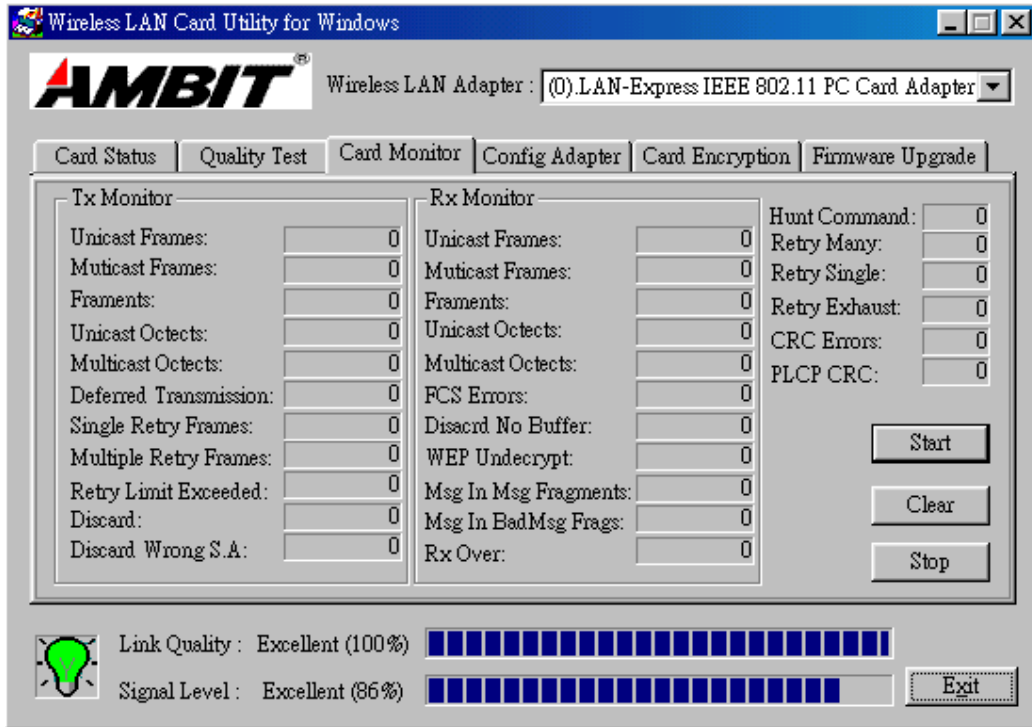 Wireless LAN Card Utility for Windows
AMBIT®
Wireless LAN Adapter : (0).LAN-Express IEEE 802.11 PC Card Adapter
Card Status Quality Test Card Monitor Config Adapter Card Encryption Firmware Upgrade
Tx Monitor
Unicast Frames: 0
Muticast Frames: 0
Framents: 0
Unicast Octects: 0
Multicast Octects: 0
Deferred Transmission: 0
Single Retry Frames: 0
Multiple Retry Frames: 0
Retry Limit Exceeded: 0
Discard: 0
Discard Wrong S.A: 0
Rx Monitor
Unicast Frames: 0
Muticast Frames: 0
Framents: 0
Unicast Octects: 0
Multicast Octects: 0
FCS Errors: 0
Disacrd No Buffer: 0
WEP Undecrypt: 0
Msg In Msg Fragments: 0
Msg In BadMsg Frags: 0
Rx Over: 0
Hunt Command: 0
Retry Many: 0
Retry Single: 0
Retry Exhaust: 0
CRC Errors: 0
PLCP CRC: 0
Start
Clear
Stop
Link Quality : Excellent (100%)
Signal Level : Excellent (86%)
Exit